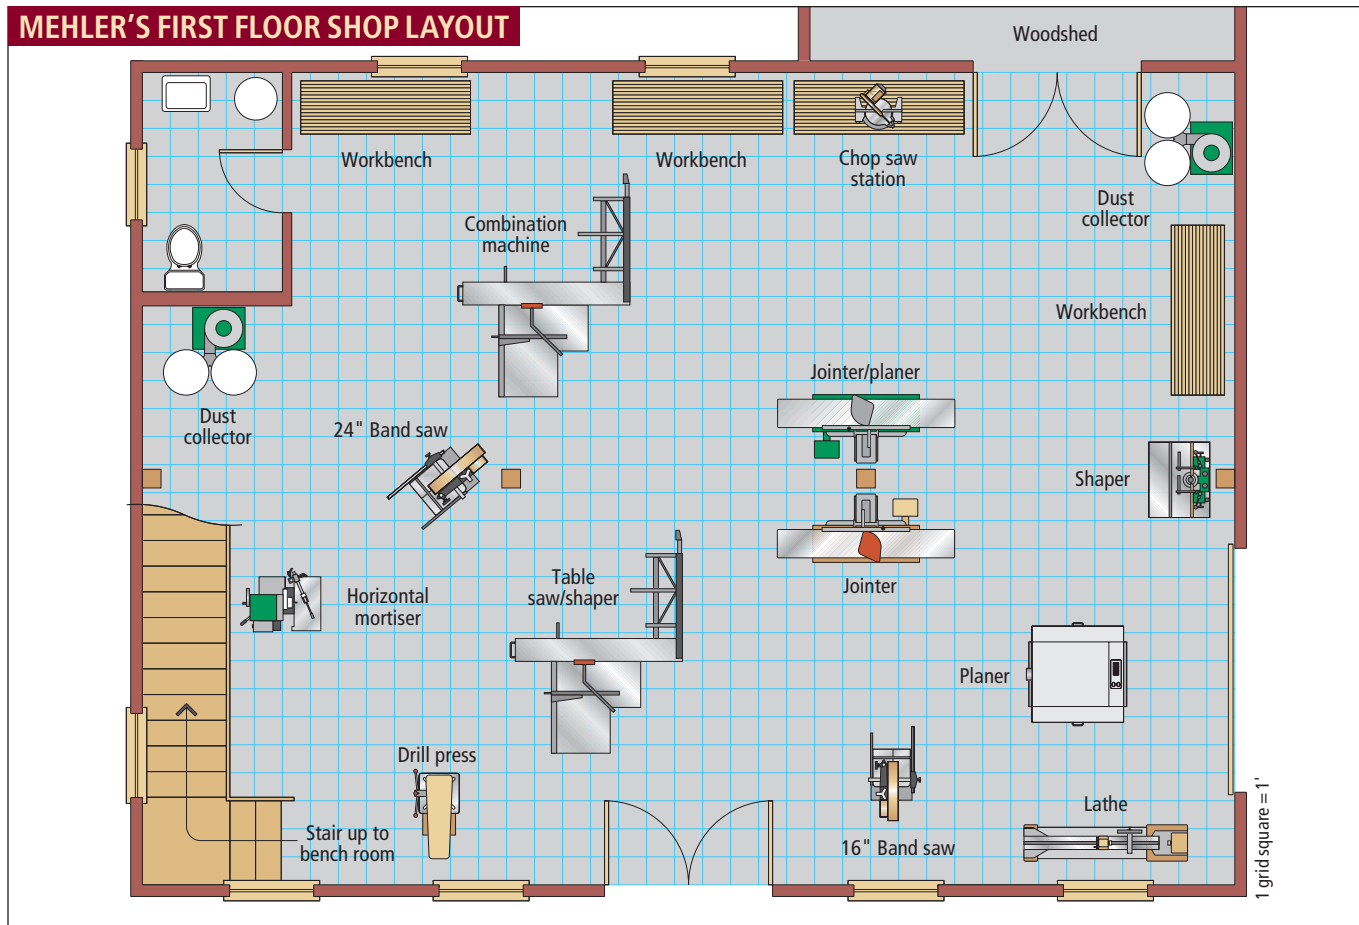 MEHLER'S FIRST FLOOR SHOP LAYOUT
Woodshed
Workbench
Workbench
Chop saw
station
Dust
collector
Combination
machine
Workbench
Jointer/planer
Dust
collector
24" Band saw
Shaper
Table
saw/shaper
Jointer
Horizontal
mortiser
Planer
Drill press
Lathe
Stair up to
bench room
16" Band saw
1 grid square = 1'